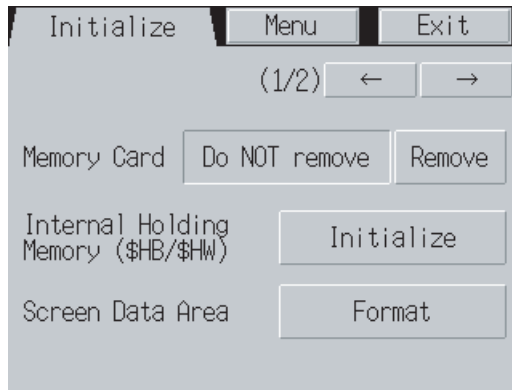 Initialize Menu Exit
(1/2) ← →
Memory Card Do NOT remove Remove
Internal Holding
Memory ($HB/$HW) Initialize
Screen Data Area Format